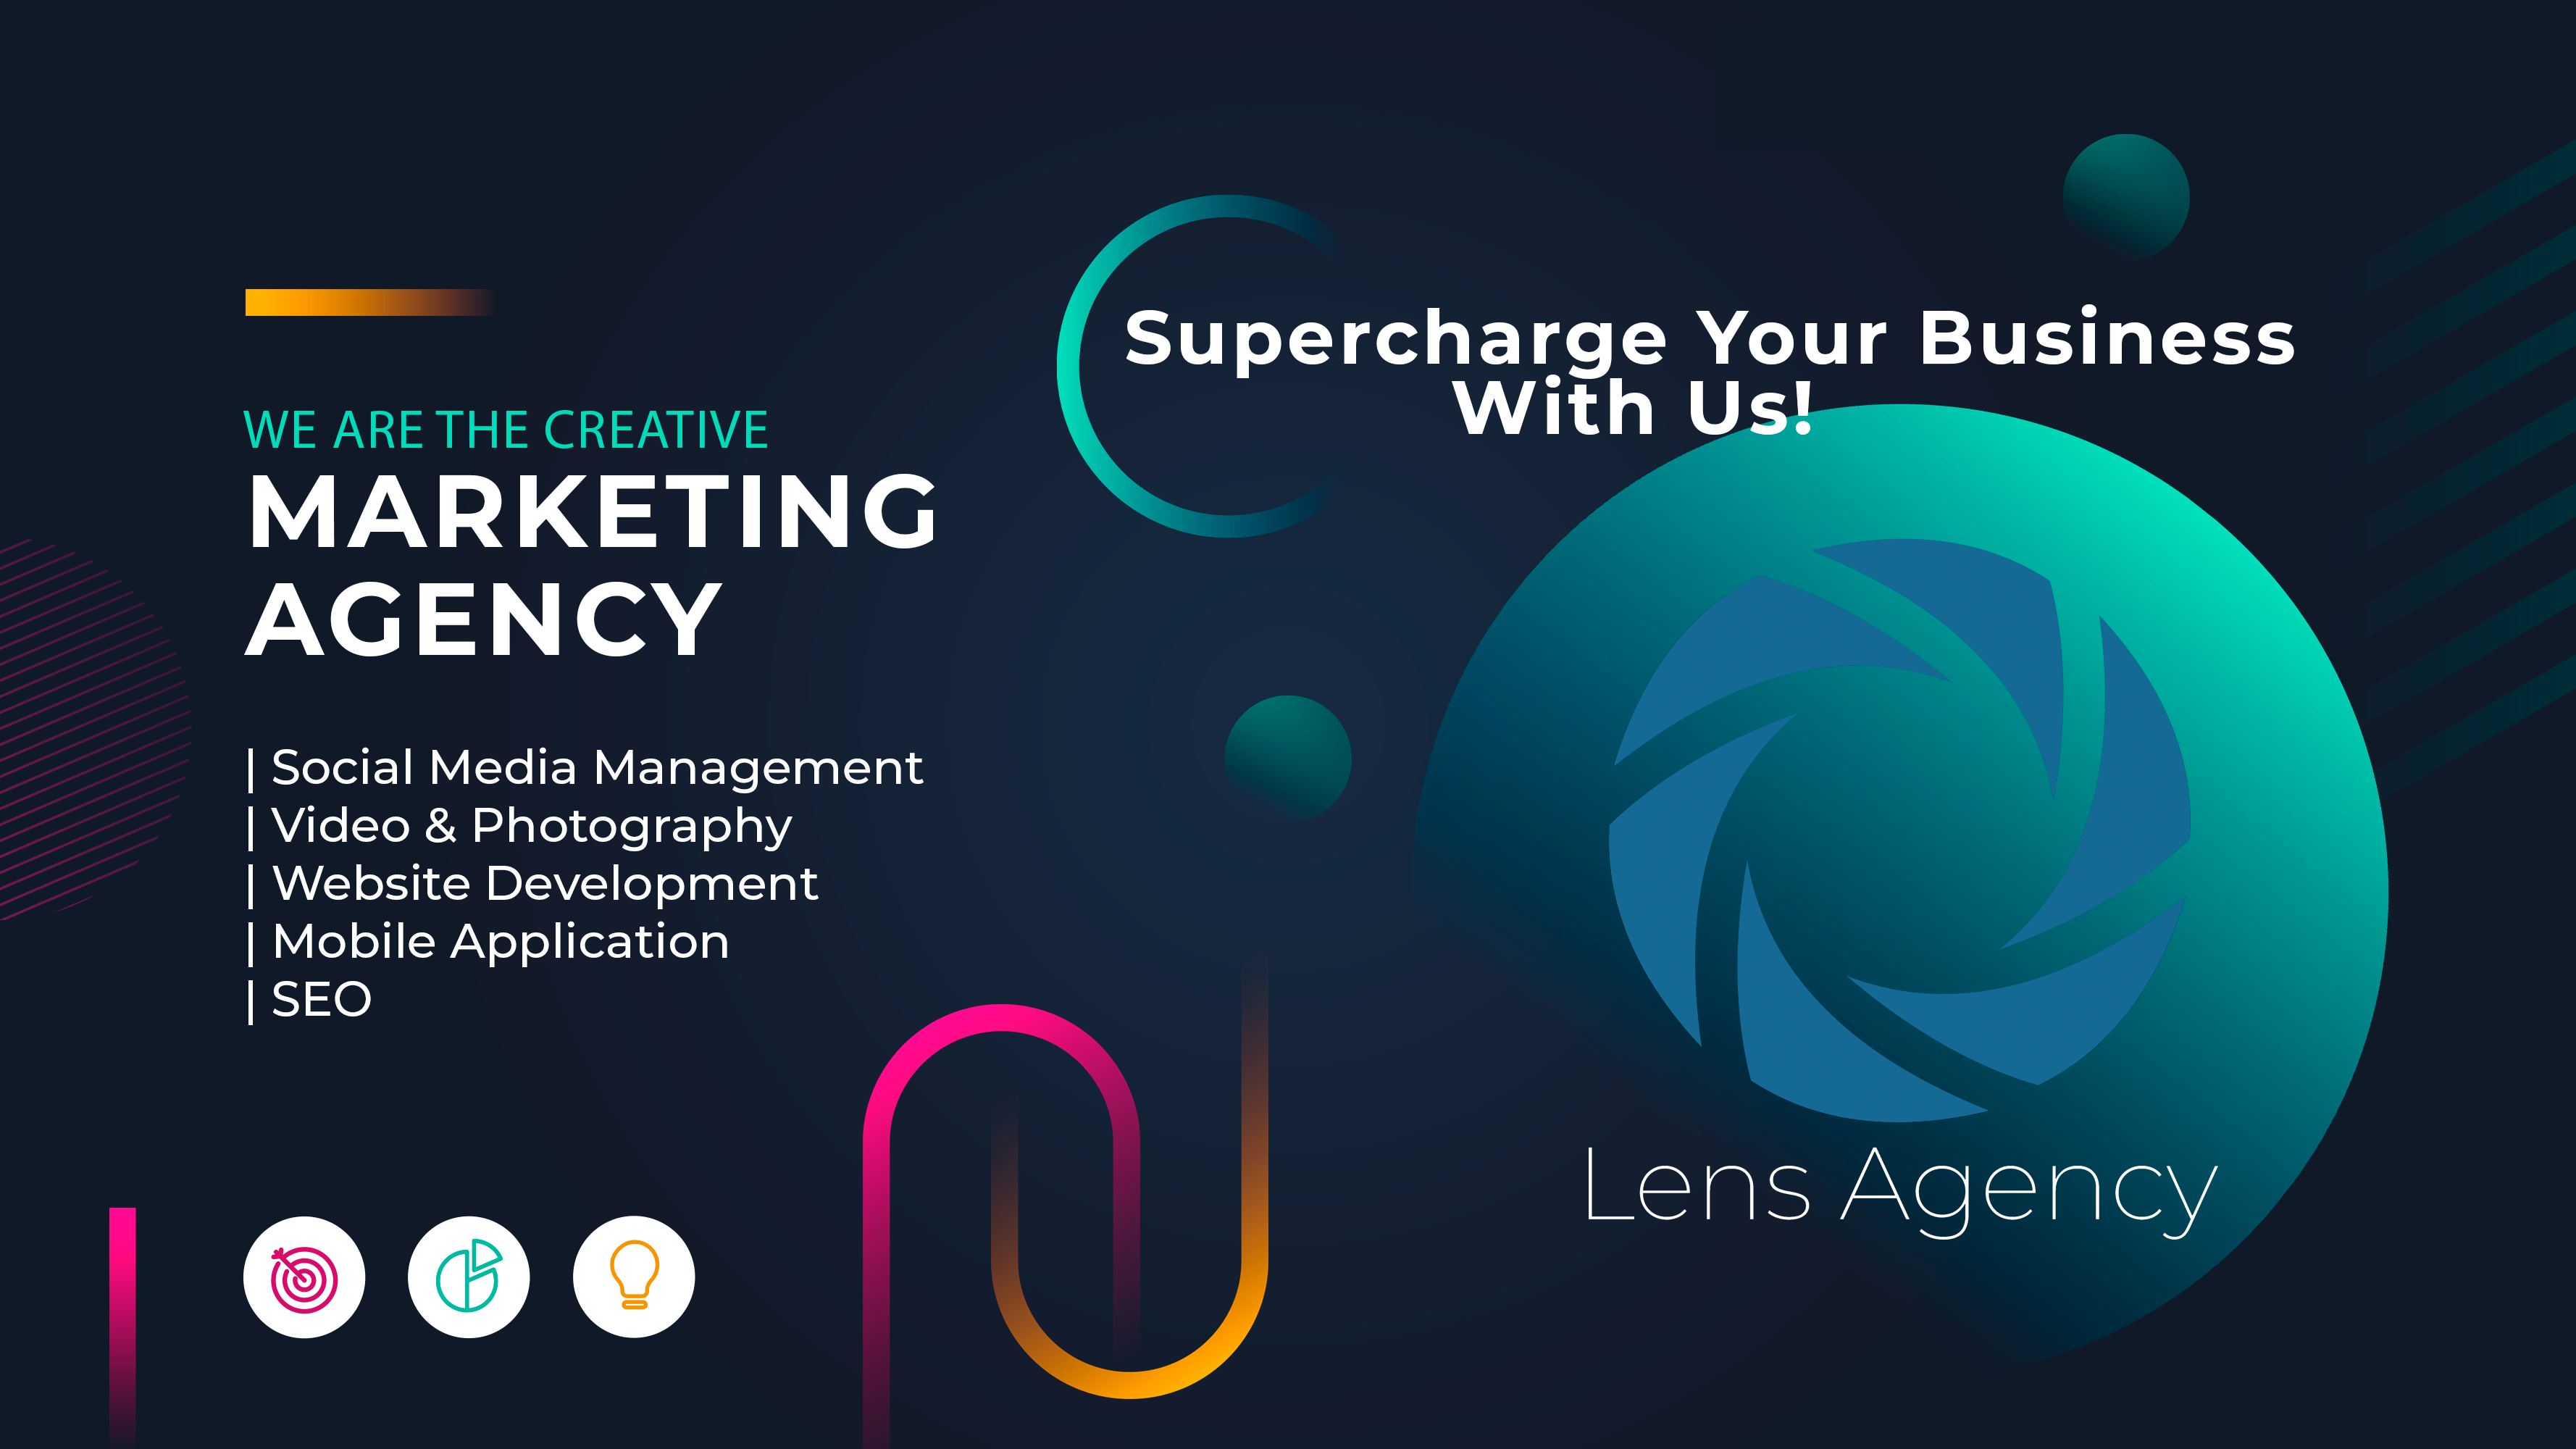 WE ARE THE CREATIVE
MARKETING
AGENCY
| Social Media Management
| Video & Photography
| Website Development
| Mobile Application
| SEO
Supercharge Your Business
With Us!
Lens Agency